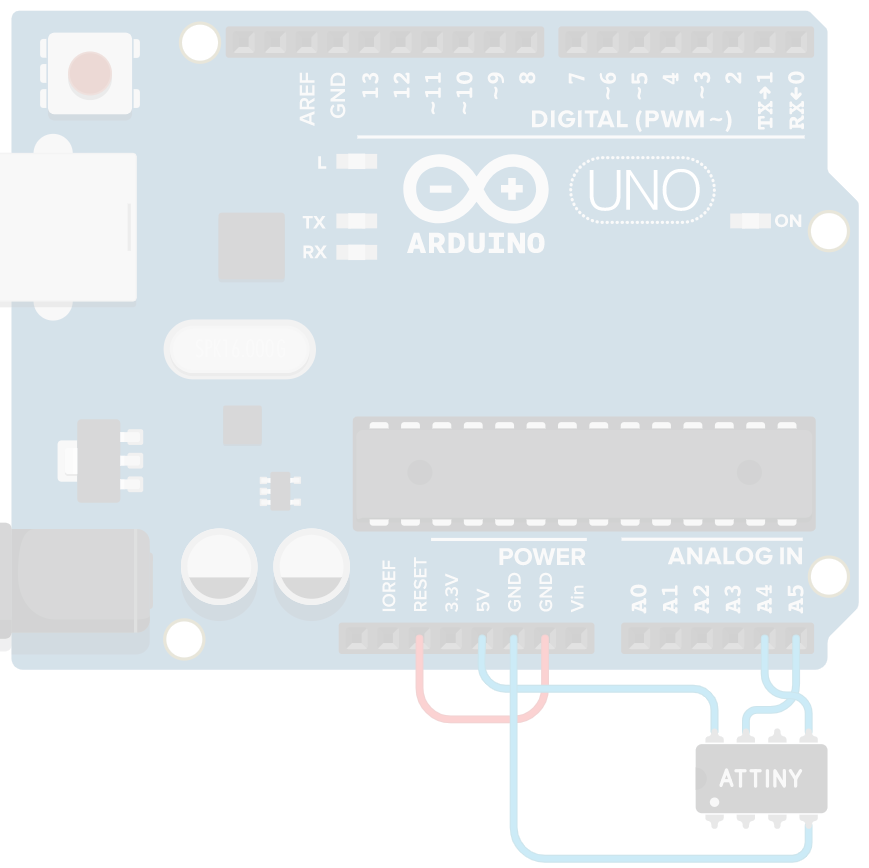 AREF
GND
13
12
~11
~10
~9
8
7
~6
~5
4
~3
2
TX→1
RX←0
DIGITAL (PWM~)
L
TX
RX
ARDUINO
UNO
ON
POWER
ANALOG IN
IOREF
RESET
3.3V
5V
GND
GND
Vin
A0
A1
A2
A3
A4
A5
ATTINY